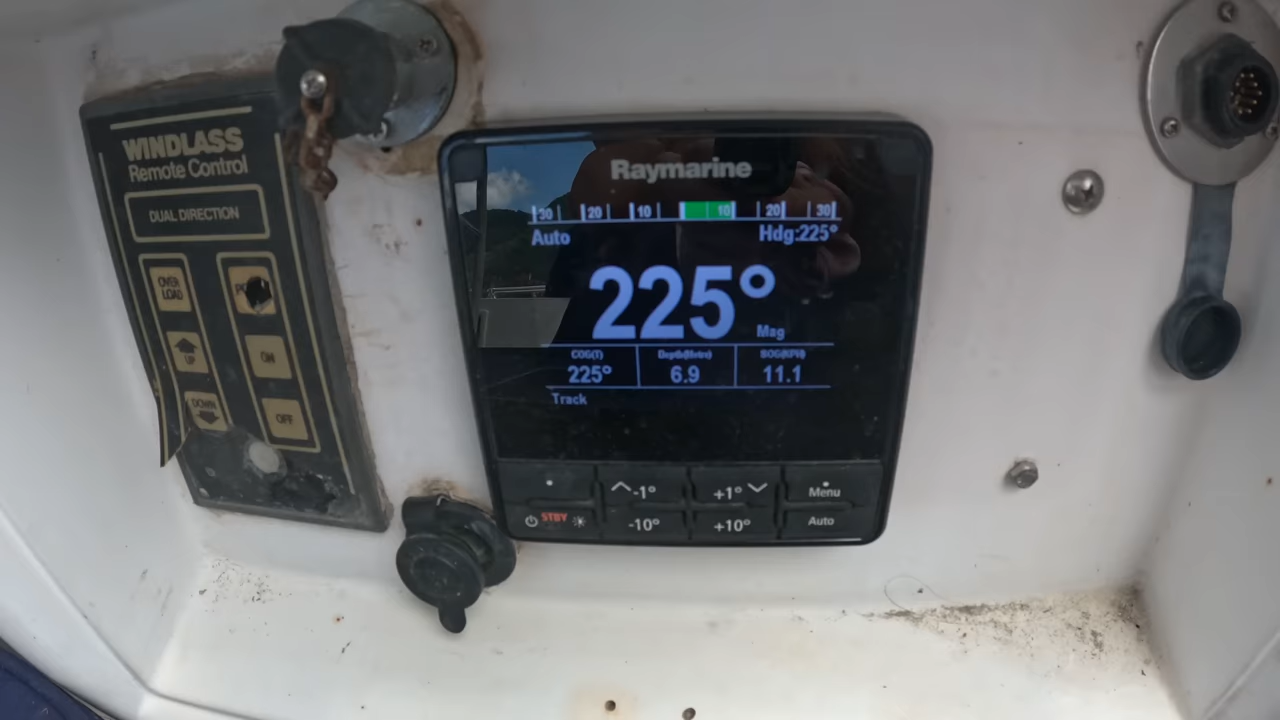 WINDLASS
Remote Control
DUAL DIRECTION
OVER
LOAD
UP
ON
DOWN
OFF
Raymarine
30 20 10 10 20 30
Auto Hdg:225°
225°
Mag
COG(T) Depth(Metre) SOG(KPH)
225° 6.9 11.1
Track
-1° +1° Menu
STBY -10° +10° Auto